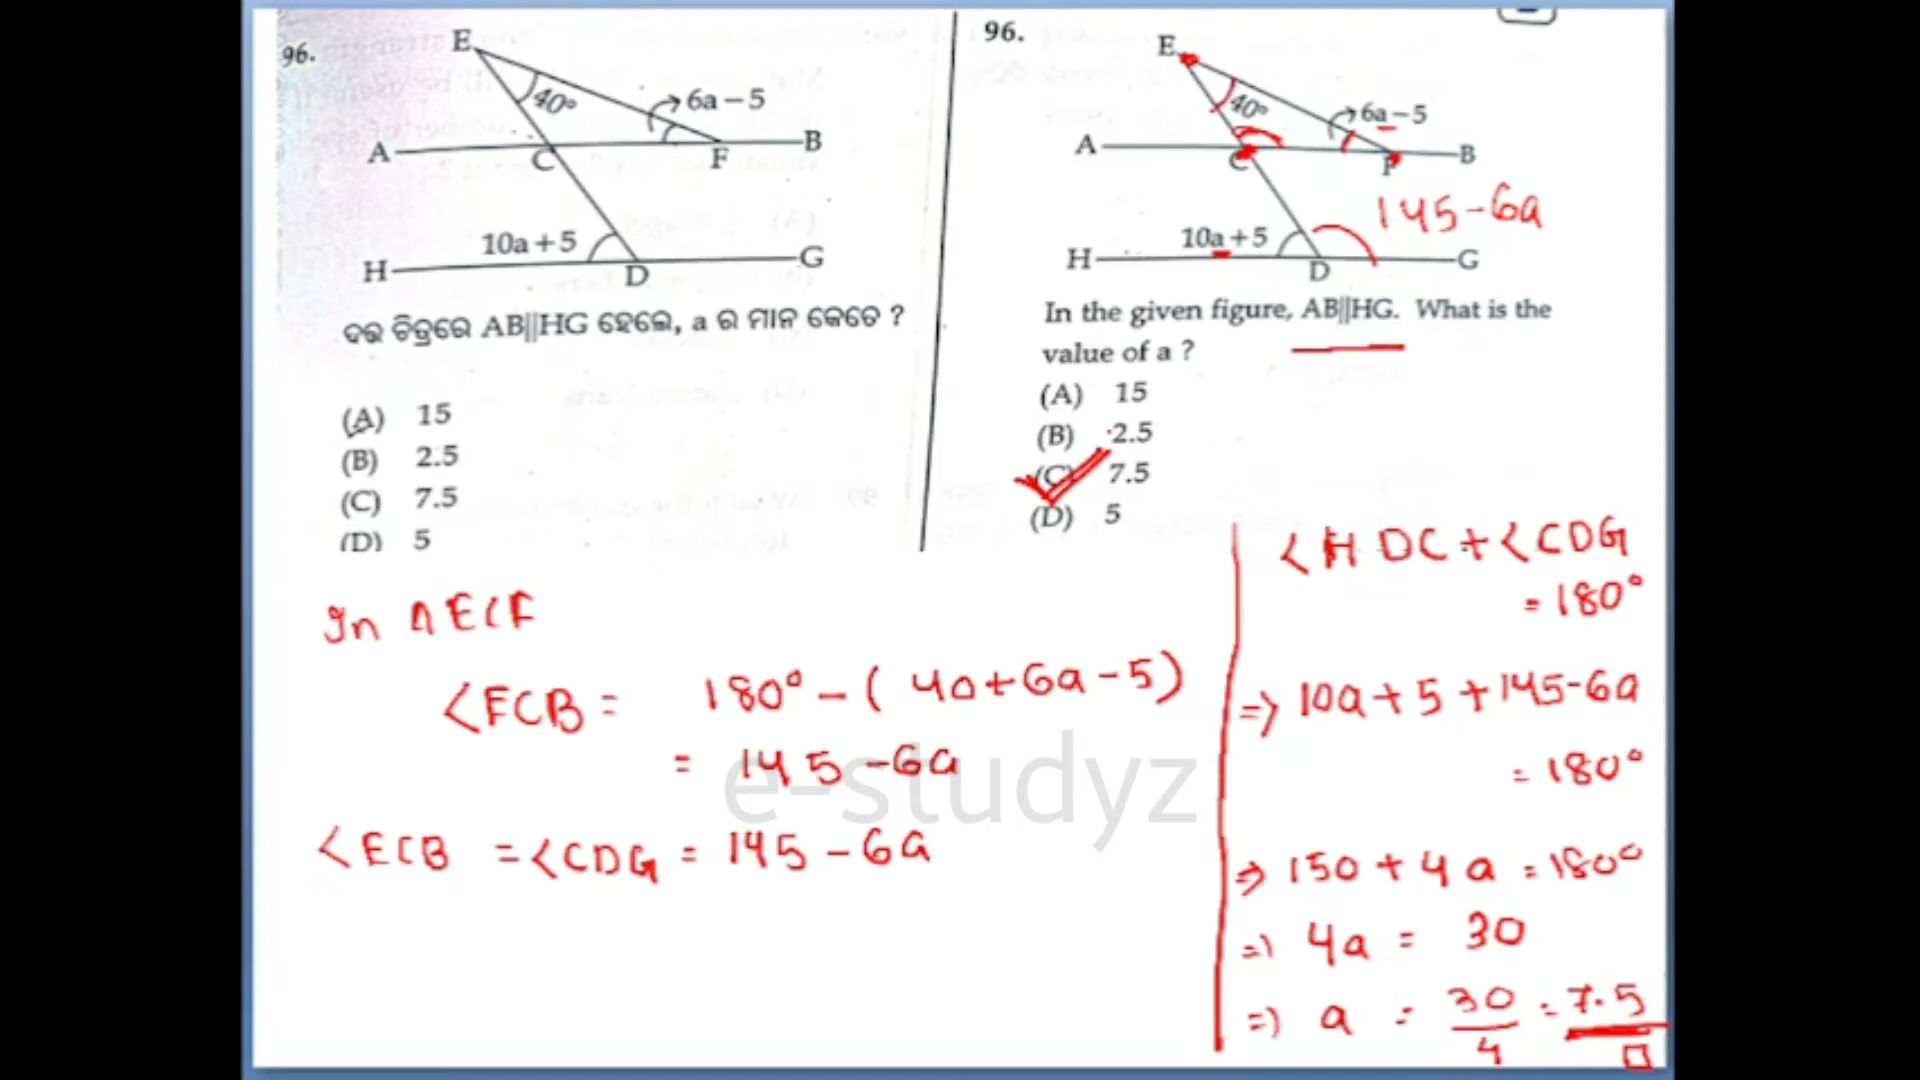 96.
E
40°
6a-5
A
C
F
B
10a+5
H
D
G
ଦତ୍ତ ଚିତ୍ରରେ AB||HG ହେଲେ, a ର ମାନ କେତେ ?
(A) 15
(B) 2.5
(C) 7.5
(D) 5
96.
E
40°
6a-5
A
C
F
B
145-6a
10a+5
H
D
G
In the given figure, AB||HG. What is the
value of a ?
(A) 15
(B) 2.5
(C) 7.5
(D) 5
In Δ ECF
<ECB = 180° - ( 40+6a-5)
= 145-6a
<ECB = <CDG = 145-6a
<HDC+<CDG
= 180°
=> 10a+5+145-6a
= 180°
=> 150+4a = 180°
=> 4a = 30
=> a = 30/4 = 7.5
e-studyz